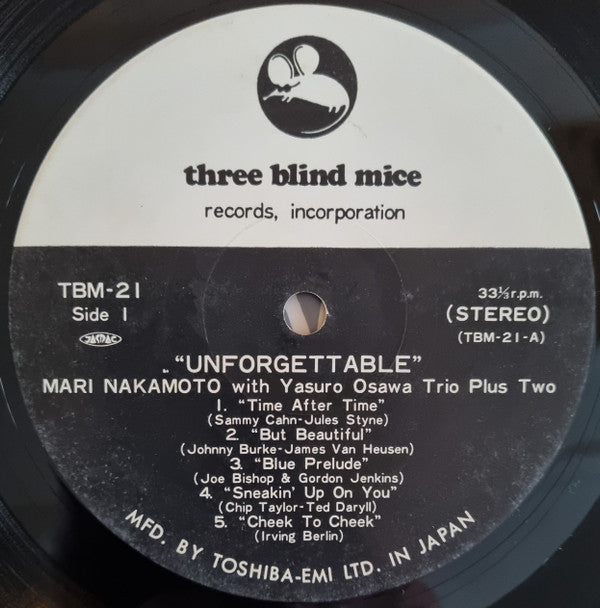 three blind mice
records, incorporation
TBM-21
Side 1
JASRAC
33⅓r.p.m.
(STEREO)
(TBM-21-A)
“UNFORGETTABLE”
MARI NAKAMOTO with Yasuro Osawa Trio Plus Two
1. “Time After Time”
(Sammy Cahn-Jules Styne)
2. “But Beautiful”
(Johnny Burke-James Van Heusen)
3. “Blue Prelude”
(Joe Bishop & Gordon Jenkins)
4. “Sneakin' Up On You”
(Chip Taylor-Ted Daryll)
5. “Cheek To Cheek”
(Irving Berlin)
MFD. BY TOSHIBA-EMI LTD. IN JAPAN